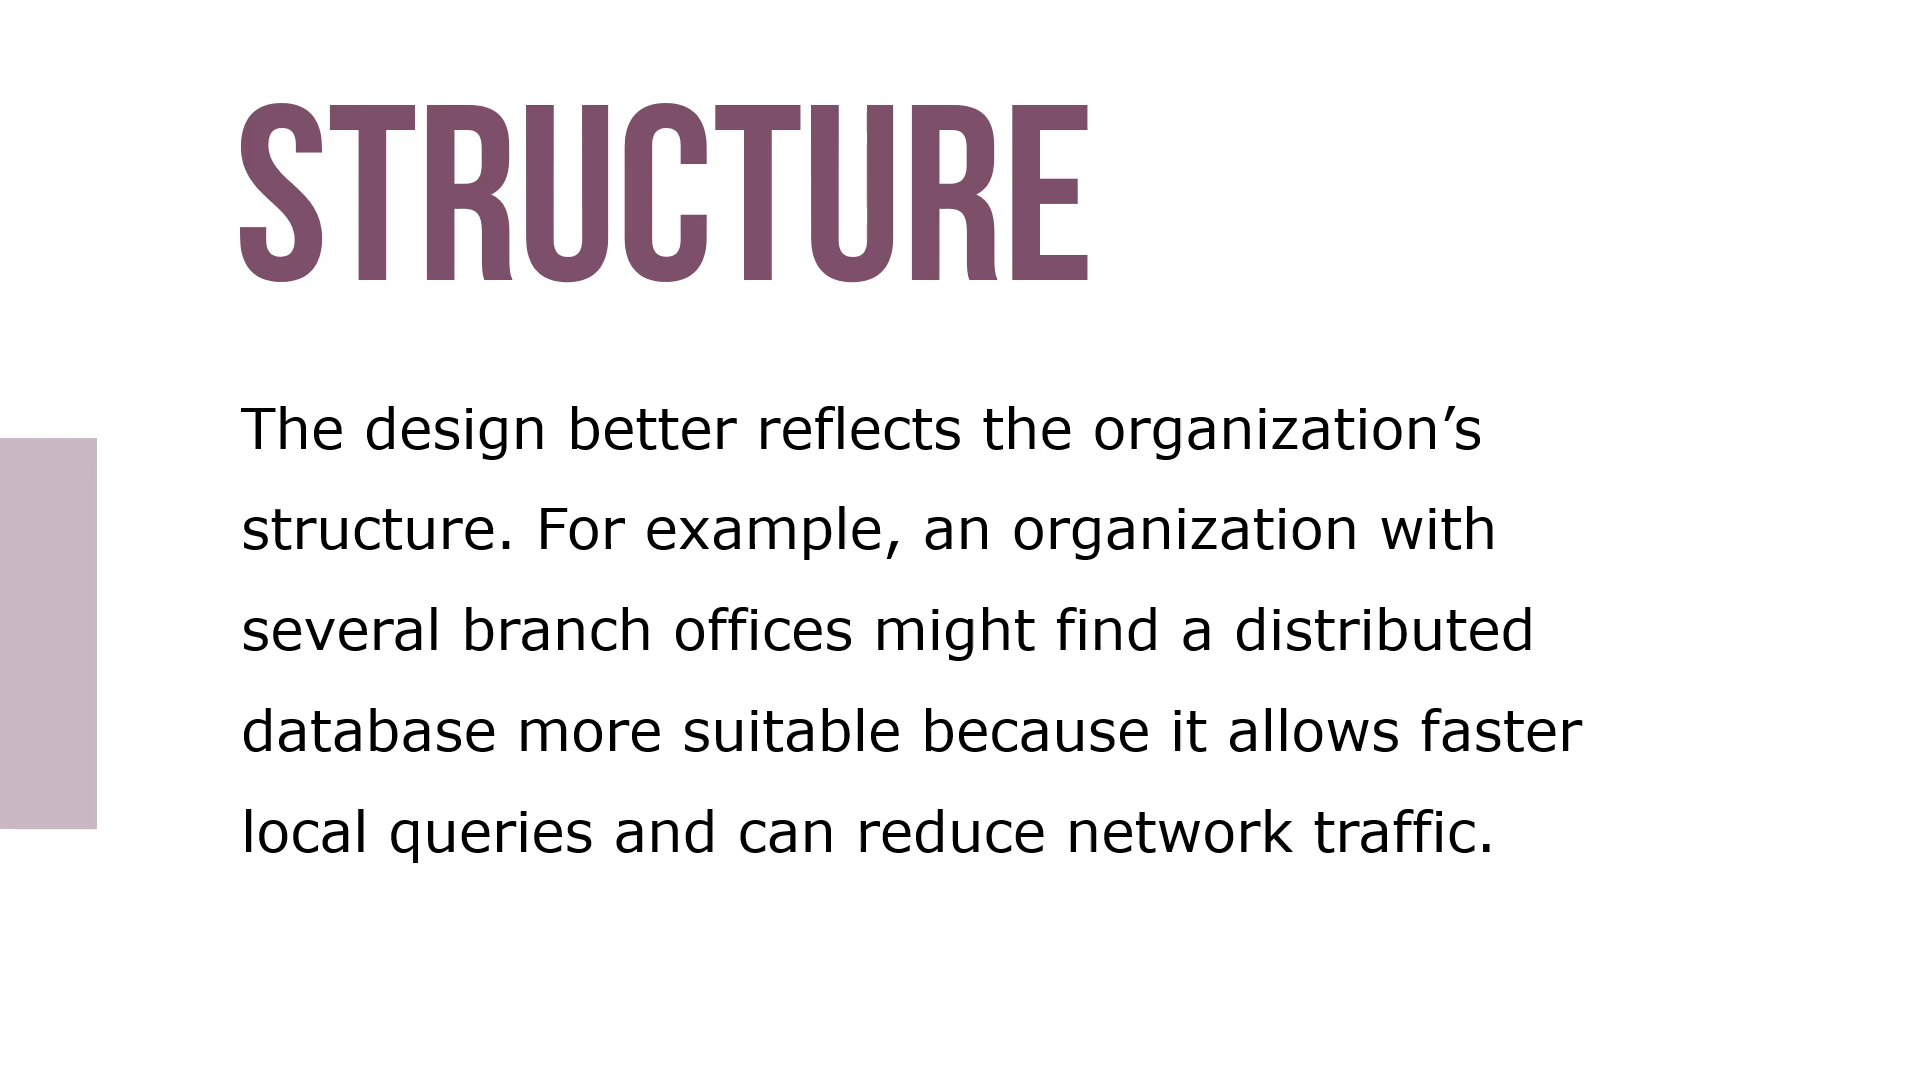 STRUCTURE
The design better reflects the organization’s
structure. For example, an organization with
several branch offices might find a distributed
database more suitable because it allows faster
local queries and can reduce network traffic.